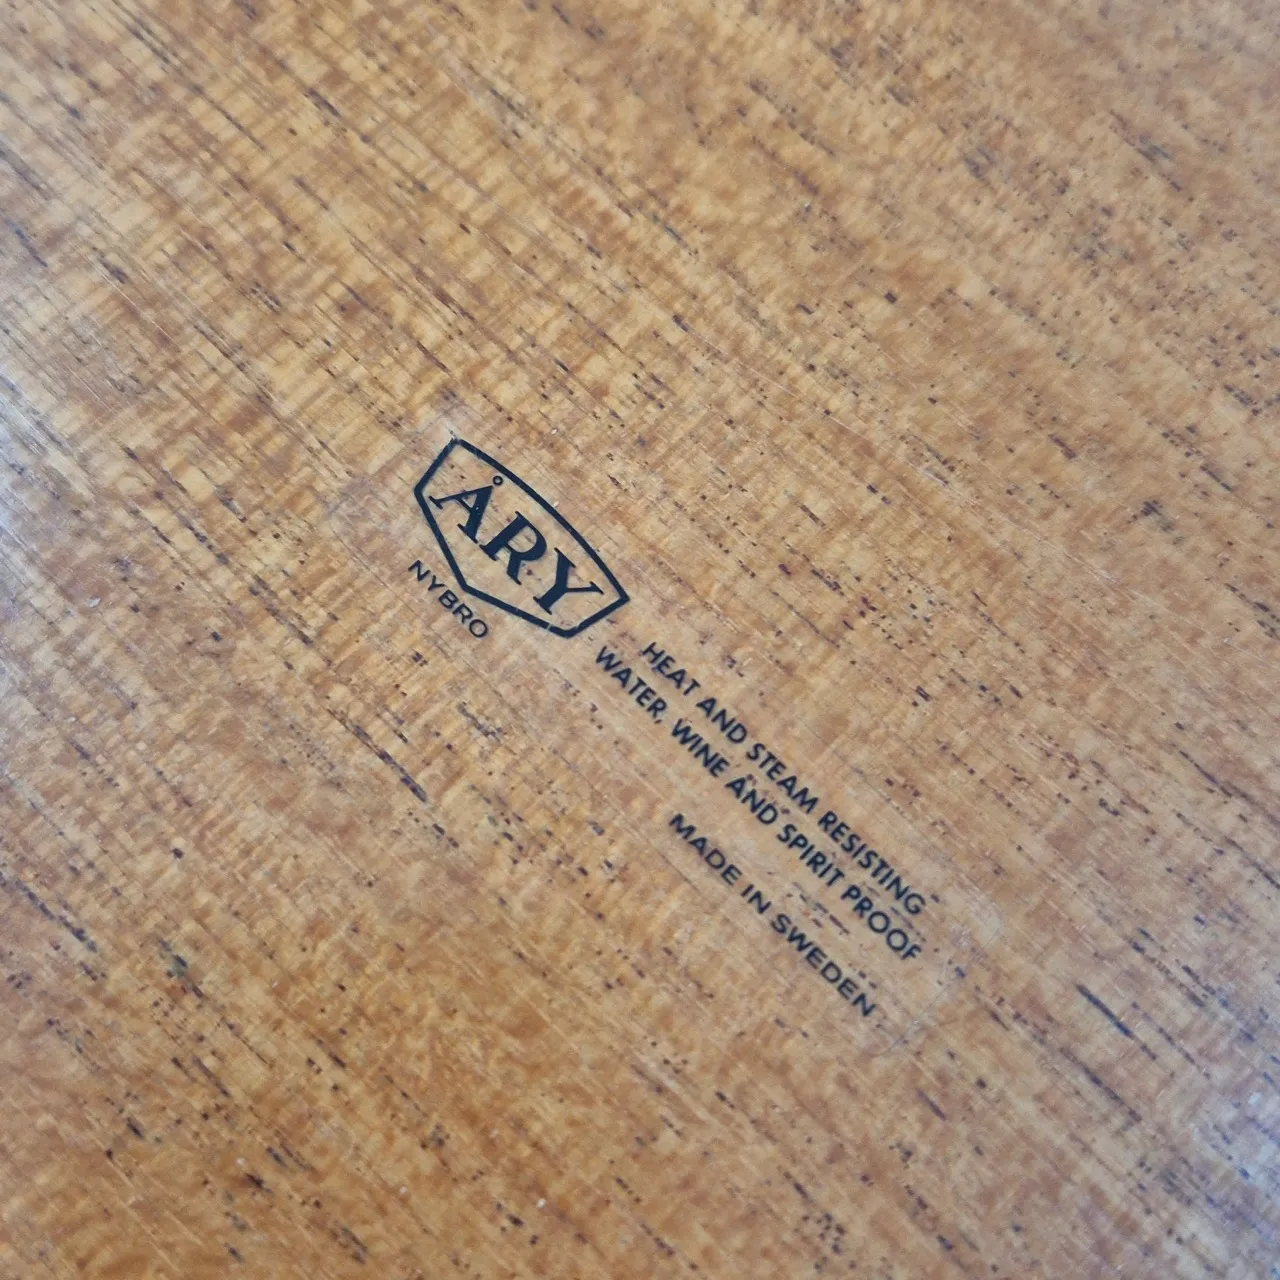 ÅRY
NYBRO
HEAT AND STEAM RESISTING
WATER, WINE AND SPIRIT PROOF
MADE IN SWEDEN